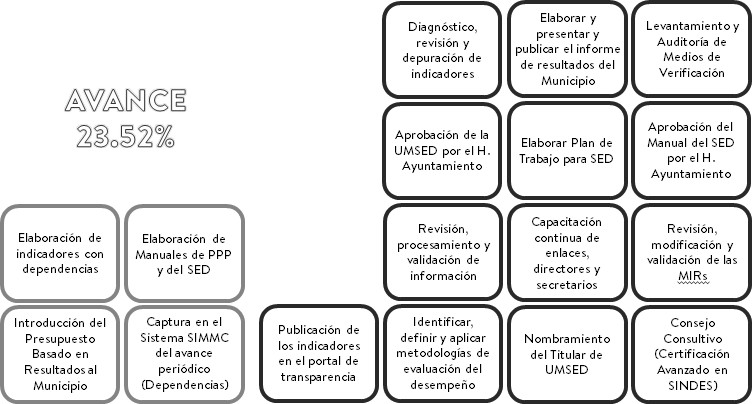 Diagnóstico,
revisión y
depuración de
indicadores
Elaborar y
presentar y
publicar el informe
de resultados del
Municipio
Levantamiento y
Auditoría de
Medios de
Verificación
AVANCE
23.52%
Aprobación de la
UMSED por el H.
Ayuntamiento
Elaborar Plan de
Trabajo para SED
Aprobación del
Manual del SED
por el H.
Ayuntamiento
Elaboración de
indicadores con
dependencias
Elaboración de
Manuales de PPP
y del SED
Revisión,
procesamiento y
validación de
información
Capacitación
continua de
enlaces,
directores y
secretarios
Revisión,
modificación y
validación de las
MIRs
Introducción del
Presupuesto
Basado en
Resultados al
Municipio
Captura en el
Sistema SIMMC
del avance
periódico
(Dependencias)
Publicación de
los indicadores
en el portal de
transparencia
Identificar,
definir y aplicar
metodologías de
evaluación del
desempeño
Nombramiento
del Titular de
UMSED
Consejo
Consultivo
(Certificación
Avanzado en
SINDES)